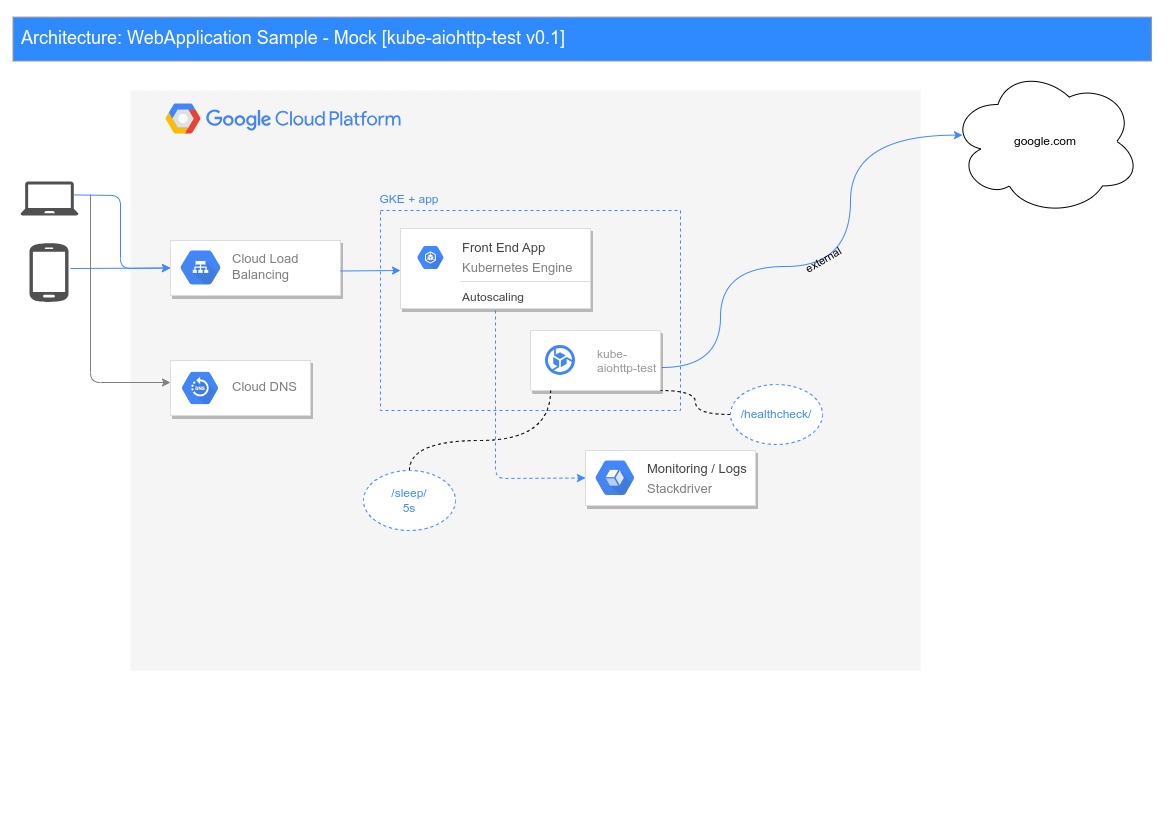 Architecture: WebApplication Sample - Mock [kube-aiohttp-test v0.1]
Google Cloud Platform
google.com
GKE + app
Front End App
Kubernetes Engine
Autoscaling
Cloud Load
Balancing
external
kube-
aiohttp-test
Cloud DNS
DNS
/healthcheck/
Monitoring / Logs
Stackdriver
/sleep/
5s